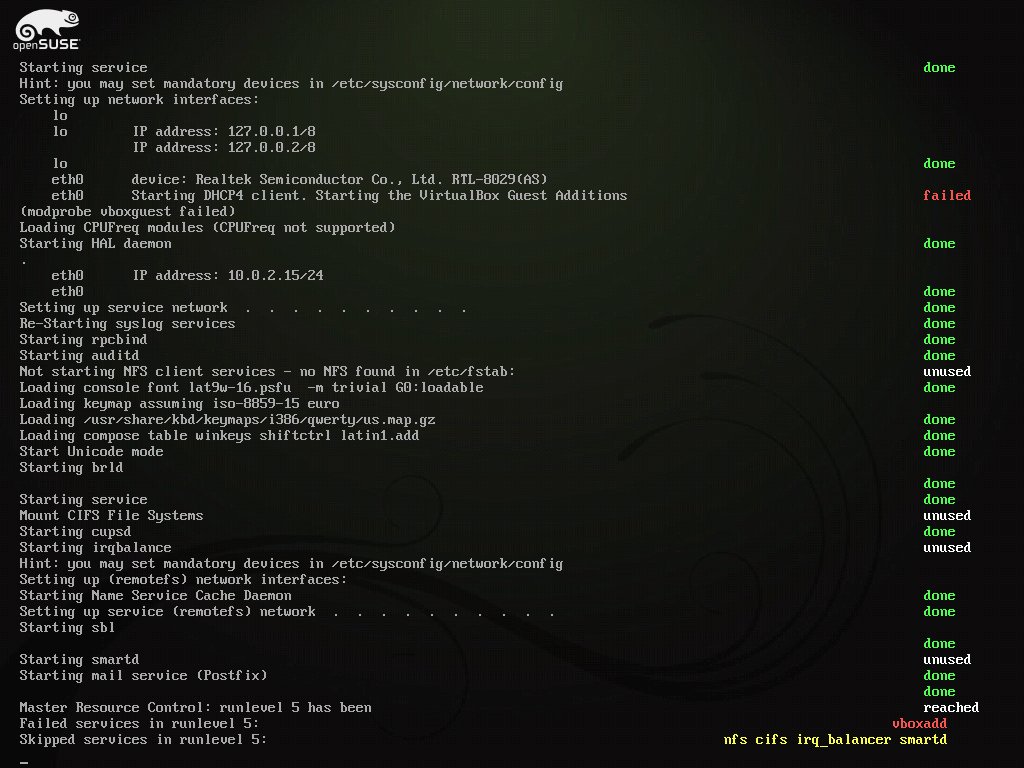 openSUSE
Starting service done
Hint: you may set mandatory devices in /etc/sysconfig/network/config
Setting up network interfaces:
lo
lo IP address: 127.0.0.1/8
IP address: 127.0.0.2/8
lo done
eth0 device: Realtek Semiconductor Co., Ltd. RTL-8029(AS)
eth0 Starting DHCP4 client. Starting the VirtualBox Guest Additions failed
(modprobe vboxguest failed)
Loading CPUFreq modules (CPUFreq not supported)
Starting HAL daemon done
.
eth0 IP address: 10.0.2.15/24
eth0 done
Setting up service network . . . . . . . . . . done
Re-Starting syslog services done
Starting rpcbind done
Starting auditd done
Not starting NFS client services - no NFS found in /etc/fstab: unused
Loading console font lat9w-16.psfu -m trivial G0:loadable done
Loading keymap assuming iso-8859-15 euro
Loading /usr/share/kbd/keymaps/i386/qwerty/us.map.gz done
Loading compose table winkeys shiftctrl latin1.add done
Start Unicode mode done
Starting brld
done
Starting service done
Mount CIFS File Systems unused
Starting cupsd done
Starting irqbalance unused
Hint: you may set mandatory devices in /etc/sysconfig/network/config
Setting up (remotefs) network interfaces:
Starting Name Service Cache Daemon done
Setting up service (remotefs) network . . . . . . . . . . done
Starting sbl
done
Starting smartd unused
Starting mail service (Postfix) done
done
Master Resource Control: runlevel 5 has been reached
Failed services in runlevel 5: vboxadd
Skipped services in runlevel 5: nfs cifs irq_balancer smartd
_